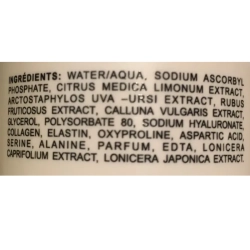 INGRÉDIENTS: WATER/AQUA, SODIUM ASCORBYL
PHOSPHATE, CITRUS MEDICA LIMONUM EXTRACT,
ARCTOSTAPHYLOS UVA –URSI EXTRACT, RUBUS
FRUTICOSUS EXTRACT, CALLUNA VULGARIS EXTRACT,
GLYCEROL, POLYSORBATE 80, SODIUM HYALURONATE,
COLLAGEN, ELASTIN, OXYPROLINE, ASPARTIC ACID,
SERINE, ALANINE, PARFUM, EDTA, LONICERA
CAPRIFOLIUM EXTRACT, LONICERA JAPONICA EXTRACT.